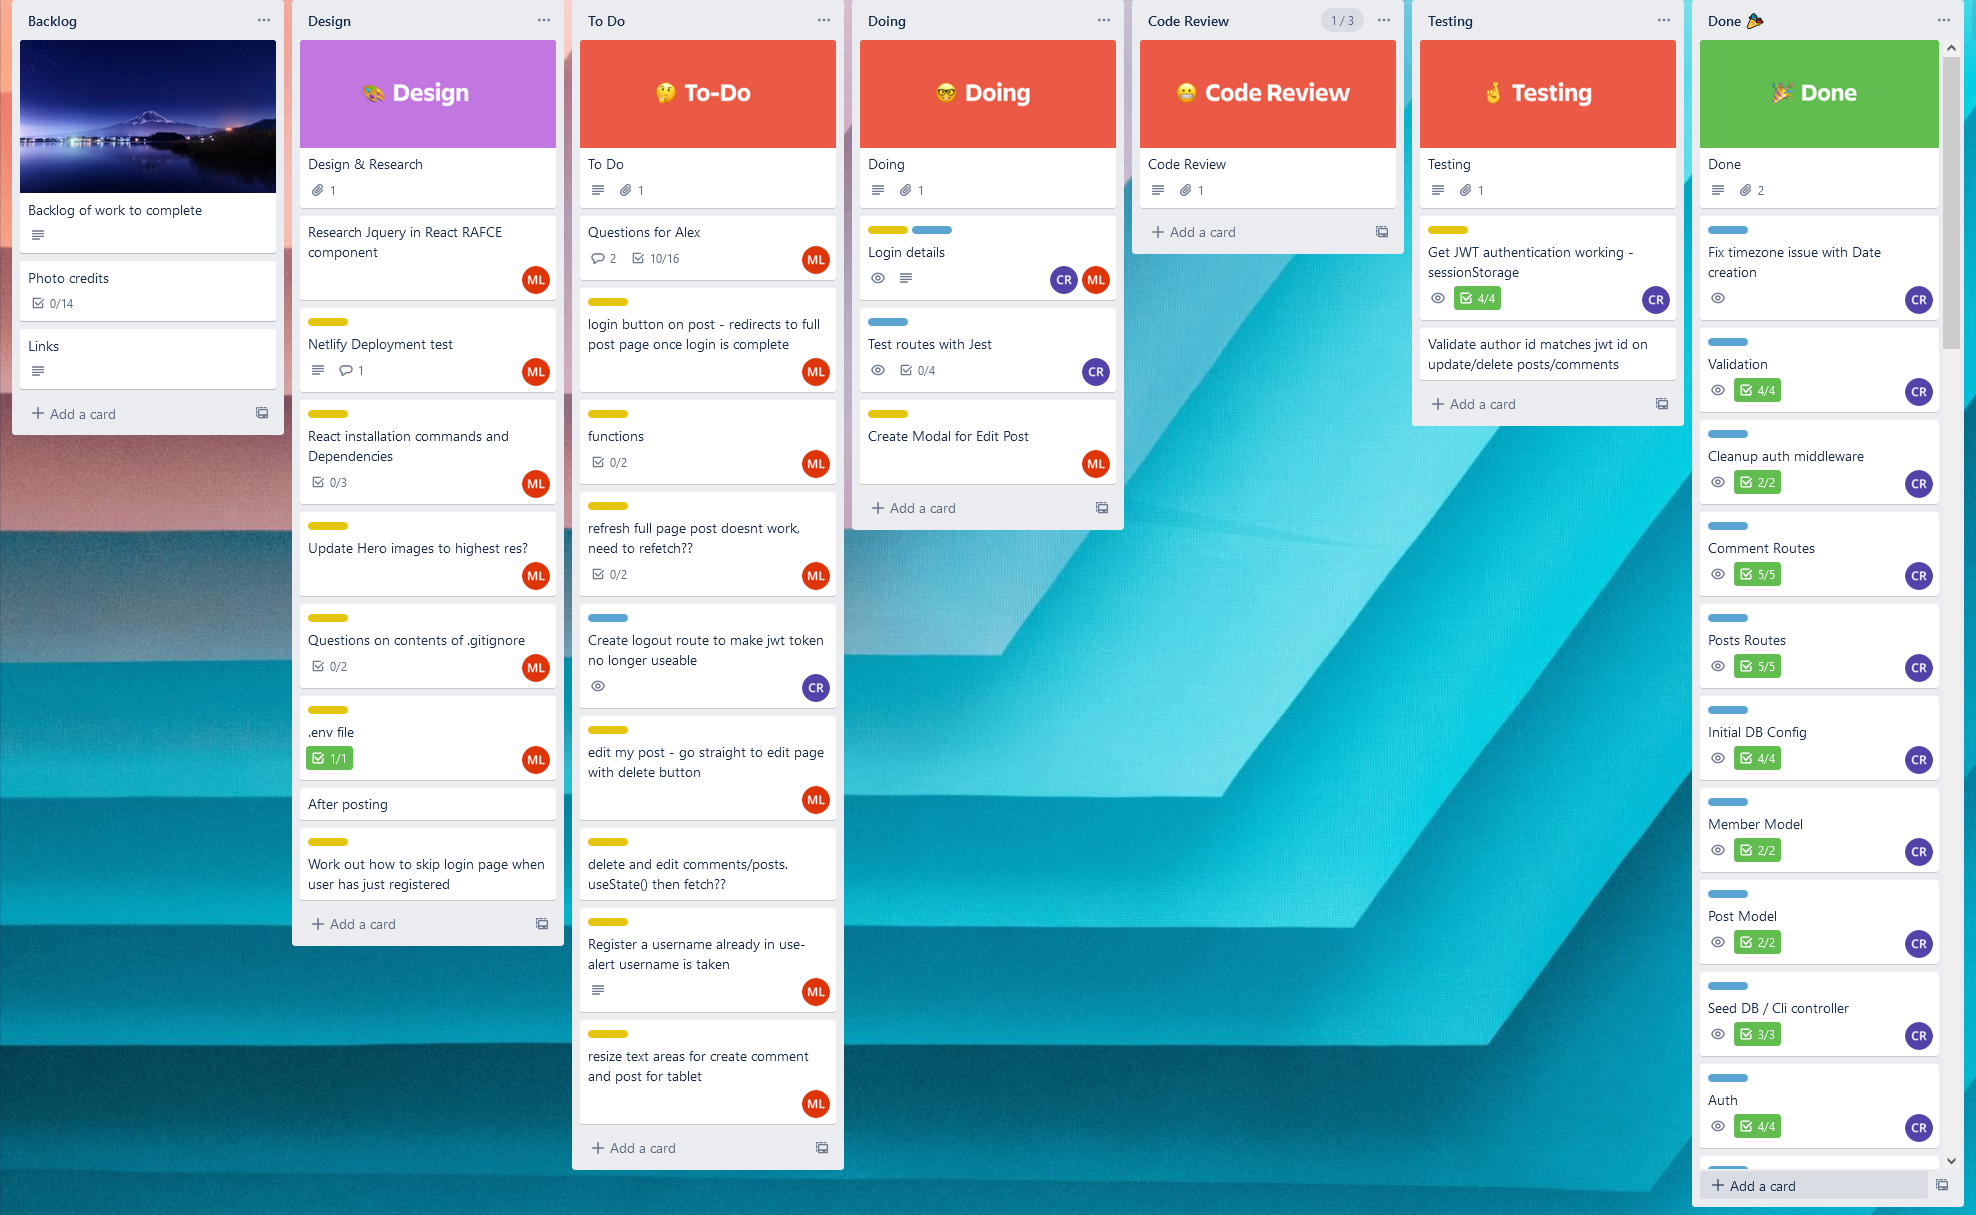 Backlog
Backlog of work to complete
Photo credits
0/14
Links
Add a card
Design
Design
Design & Research
1
Research Jquery in React RAFCE
component
ML
Netlify Deployment test
1
ML
React installation commands and
Dependencies
0/3
ML
Update Hero images to highest res?
ML
Questions on contents of .gitignore
0/2
ML
.env file
1/1
ML
After posting
Work out how to skip login page when
user has just registered
Add a card
To Do
To-Do
To Do
1
Questions for Alex
2 10/16
ML
login button on post - redirects to full
post page once login is complete
ML
functions
0/2
ML
refresh full page post doesnt work,
need to refetch??
0/2
ML
Create logout route to make jwt token
no longer useable
CR
edit my post - go straight to edit page
with delete button
ML
delete and edit comments/posts.
useState() then fetch??
Register a username already in use-
alert username is taken
ML
resize text areas for create comment
and post for tablet
ML
Add a card
Doing
Doing
Doing
1
Login details
CR ML
Test routes with Jest
0/4
CR
Create Modal for Edit Post
ML
Add a card
Code Review
1 / 3
Code Review
Code Review
1
Add a card
Testing
Testing
Testing
1
Get JWT authentication working -
sessionStorage
4/4
CR
Validate author id matches jwt id on
update/delete posts/comments
Add a card
Done
Done
Done
2
Fix timezone issue with Date
creation
CR
Validation
4/4
CR
Cleanup auth middleware
2/2
CR
Comment Routes
5/5
CR
Posts Routes
5/5
CR
Initial DB Config
4/4
CR
Member Model
2/2
CR
Post Model
2/2
CR
Seed DB / Cli controller
3/3
CR
Auth
4/4
CR
Add a card